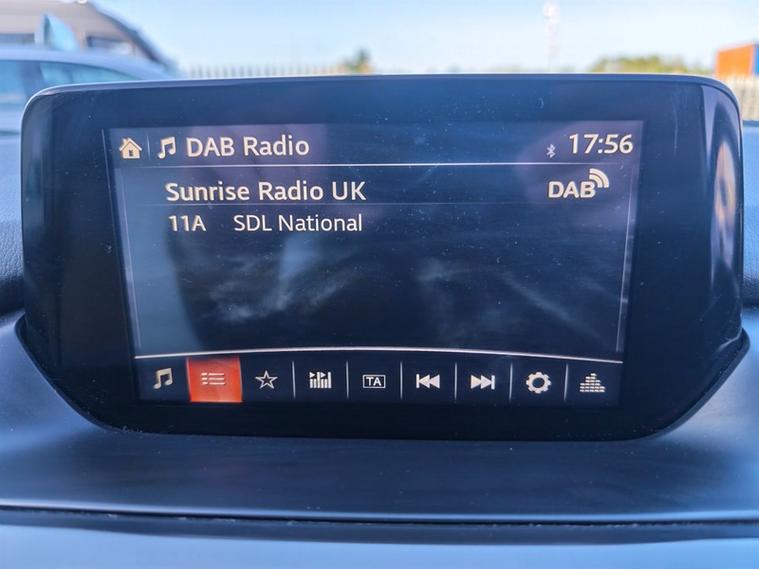 DAB Radio 17:56
Sunrise Radio UK DAB
11A SDL National
TA